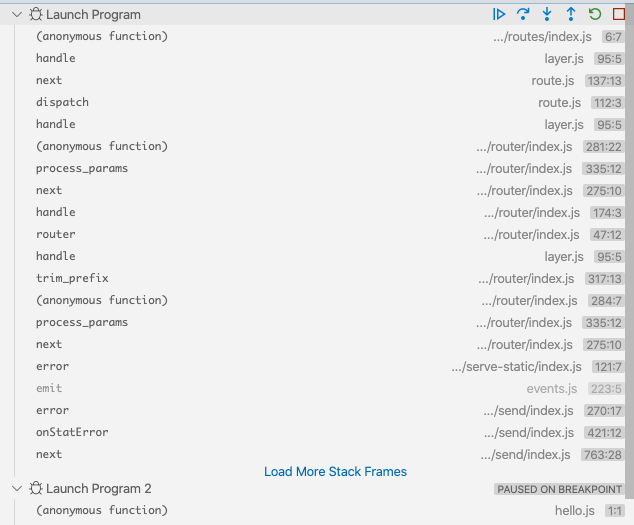 Launch Program
(anonymous function) .../routes/index.js 6:7
handle layer.js 95:5
next route.js 137:13
dispatch route.js 112:3
handle layer.js 95:5
(anonymous function) .../router/index.js 281:22
process_params .../router/index.js 335:12
next .../router/index.js 275:10
handle .../router/index.js 174:3
router .../router/index.js 47:12
handle layer.js 95:5
trim_prefix .../router/index.js 317:13
(anonymous function) .../router/index.js 284:7
process_params .../router/index.js 335:12
next .../router/index.js 275:10
error .../serve-static/index.js 121:7
emit events.js 223:5
error .../send/index.js 270:17
onStatError .../send/index.js 421:12
next .../send/index.js 763:28
Load More Stack Frames
Launch Program 2 PAUSED ON BREAKPOINT
(anonymous function) hello.js 1:1